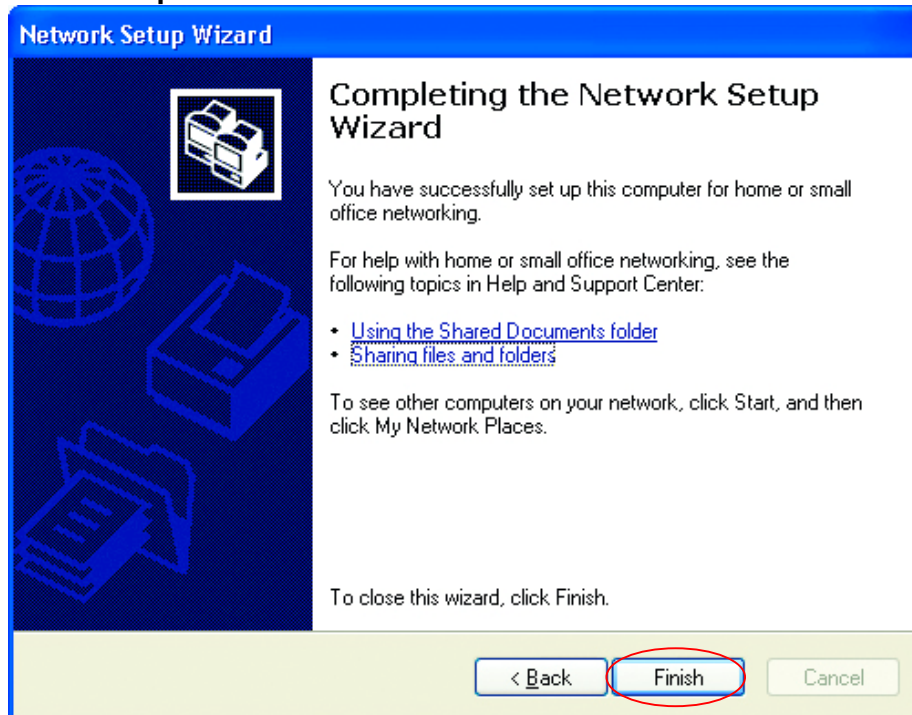 Network Setup Wizard
Completing the Network Setup
Wizard
You have successfully set up this computer for home or small
office networking.
For help with home or small office networking, see the
following topics in Help and Support Center:
• Using the Shared Documents folder
• Sharing files and folders
To see other computers on your network, click Start, and then
click My Network Places.
To close this wizard, click Finish.
< Back Finish Cancel